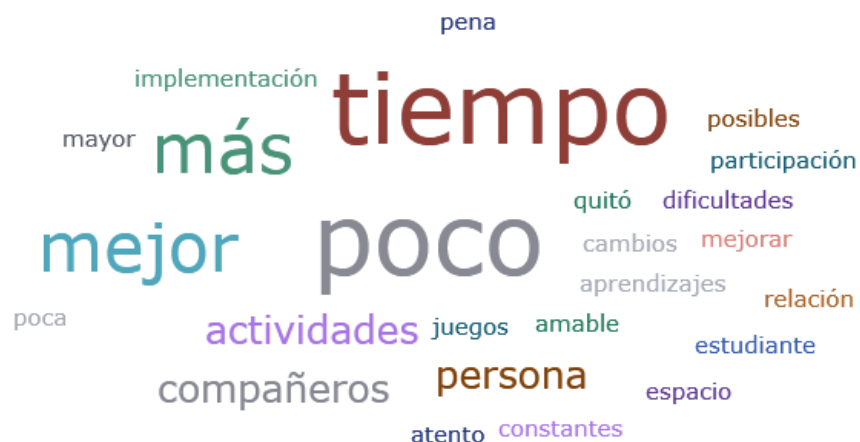 pena
implementación
tiempo
mayor
más
posibles
participación
quitó
dificultades
mejor
poco
cambios
mejorar
aprendizajes
relación
poca
actividades
juegos
amable
estudiante
compañeros
persona
espacio
atento
constantes